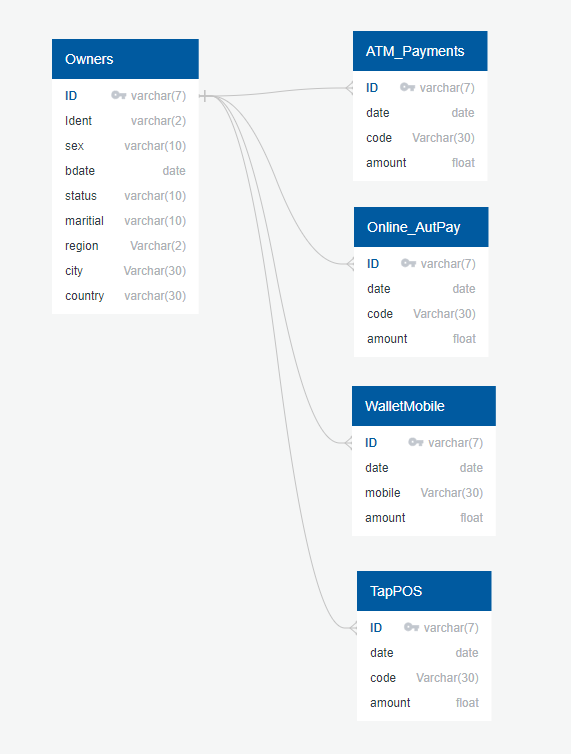 Owners
ID varchar(7)
Ident varchar(2)
sex varchar(10)
bdate date
status varchar(10)
maritial varchar(10)
region Varchar(2)
city Varchar(30)
country varchar(30)
ATM_Payments
ID varchar(7)
date date
code Varchar(30)
amount float
Online_AutPay
ID varchar(7)
date date
code Varchar(30)
amount float
WalletMobile
ID varchar(7)
date date
mobile Varchar(30)
amount float
TapPOS
ID varchar(7)
date date
code Varchar(30)
amount float